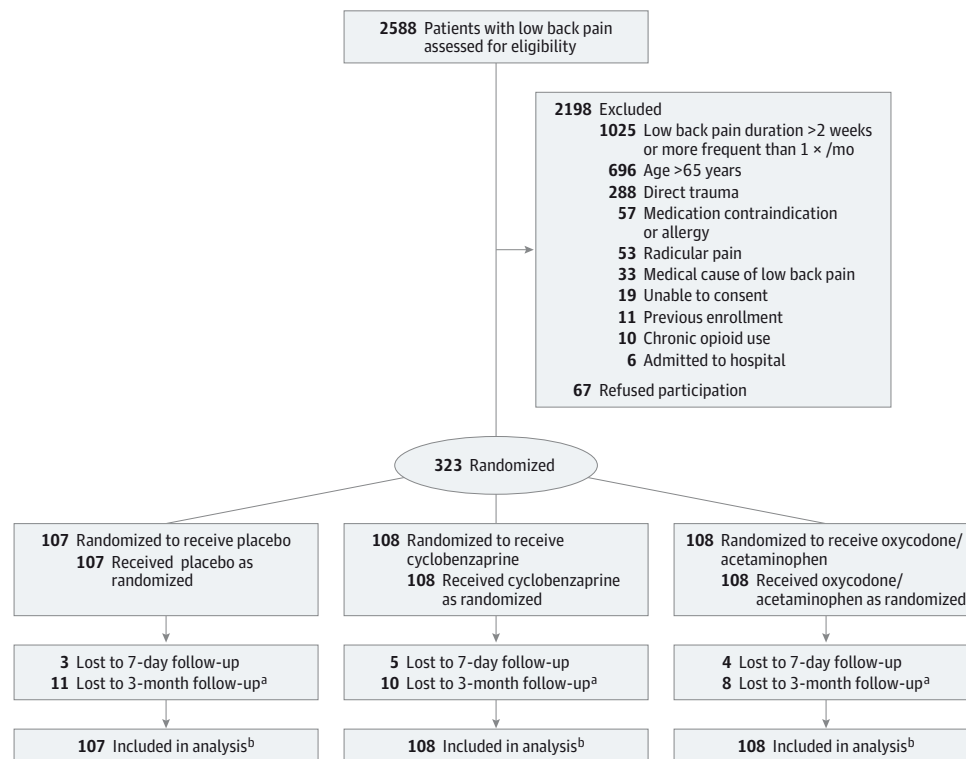 2588 Patients with low back pain
assessed for eligibility
2198 Excluded
1025 Low back pain duration >2 weeks
or more frequent than 1 × /mo
696 Age >65 years
288 Direct trauma
57 Medication contraindication
or allergy
53 Radicular pain
33 Medical cause of low back pain
19 Unable to consent
11 Previous enrollment
10 Chronic opioid use
6 Admitted to hospital
67 Refused participation
323 Randomized
107 Randomized to receive placebo
107 Received placebo as
randomized
108 Randomized to receive
cyclobenzaprine
108 Received cyclobenzaprine
as randomized
108 Randomized to receive oxycodone/
acetaminophen
108 Received oxycodone/
acetaminophen as randomized
3 Lost to 7-day follow-up
11 Lost to 3-month follow-upᵃ
5 Lost to 7-day follow-up
10 Lost to 3-month follow-upᵃ
4 Lost to 7-day follow-up
8 Lost to 3-month follow-upᵃ
107 Included in analysisᵇ
108 Included in analysisᵇ
108 Included in analysisᵇ